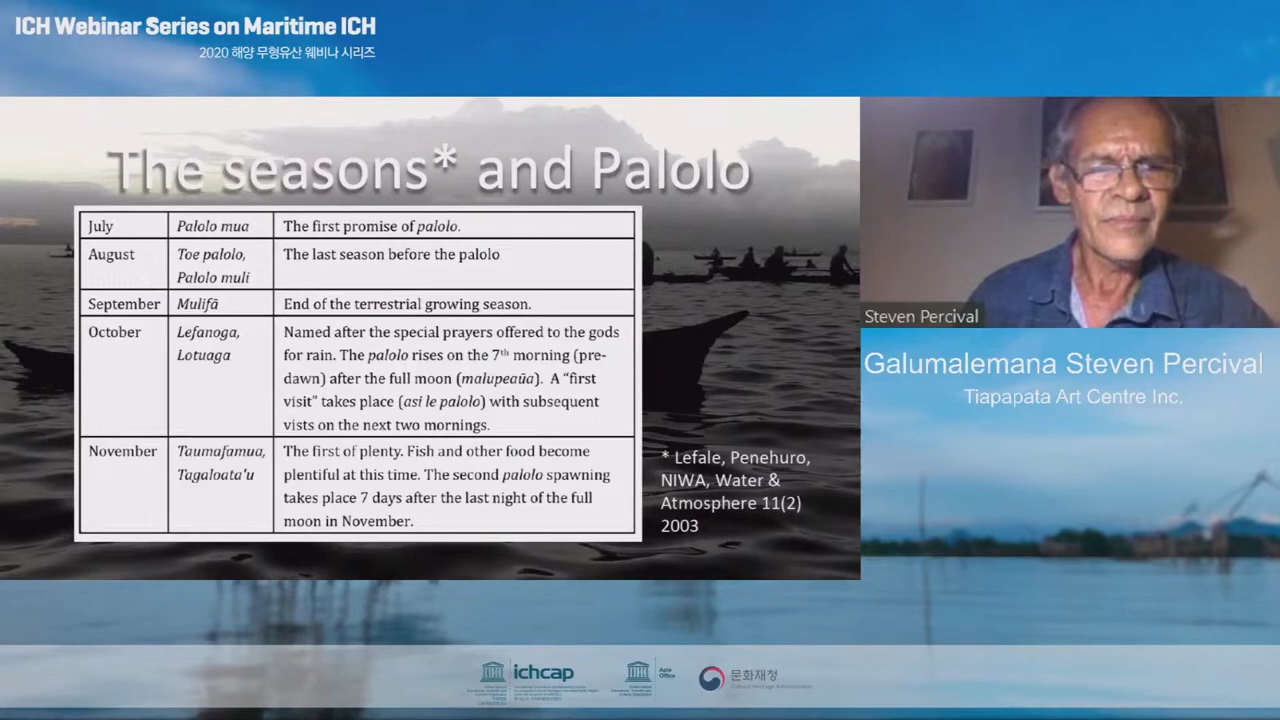 ICH Webinar Series on Maritime ICH
2020 해양 무형유산 웨비나 시리즈
The seasons* and Palolo
July Palolo mua The first promise of palolo.
August Toe palolo, The last season before the palolo
Palolo muli
September Mulifā End of the terrestrial growing season.
October Lefanoga, Named after the special prayers offered to the gods
Lotuaga for rain. The palolo rises on the 7th morning (pre-
dawn) after the full moon (malupeaūa). A “first
visit” takes place (asi le palolo) with subsequent
vists on the next two mornings.
November Taumafamua, The first of plenty. Fish and other food become
Tagaloata'u plentiful at this time. The second palolo spawning
takes place 7 days after the last night of the full
moon in November.
* Lefale, Penehuro,
NIWA, Water &
Atmosphere 11(2)
2003
Steven Percival
Galumalemana Steven Percival
Tiapapata Art Centre Inc.
ichcap
Apia
Office
문화재청
Cultural Heritage Administration